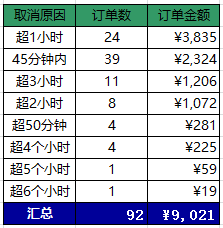 取消原因 订单数 订单金额
超1小时 24 ¥3,835
45分钟内 39 ¥2,324
超3小时 11 ¥1,206
超2小时 8 ¥1,072
超50分钟 4 ¥281
超4个小时 4 ¥225
超5个小时 1 ¥59
超6个小时 1 ¥19
汇总 92 ¥9,021